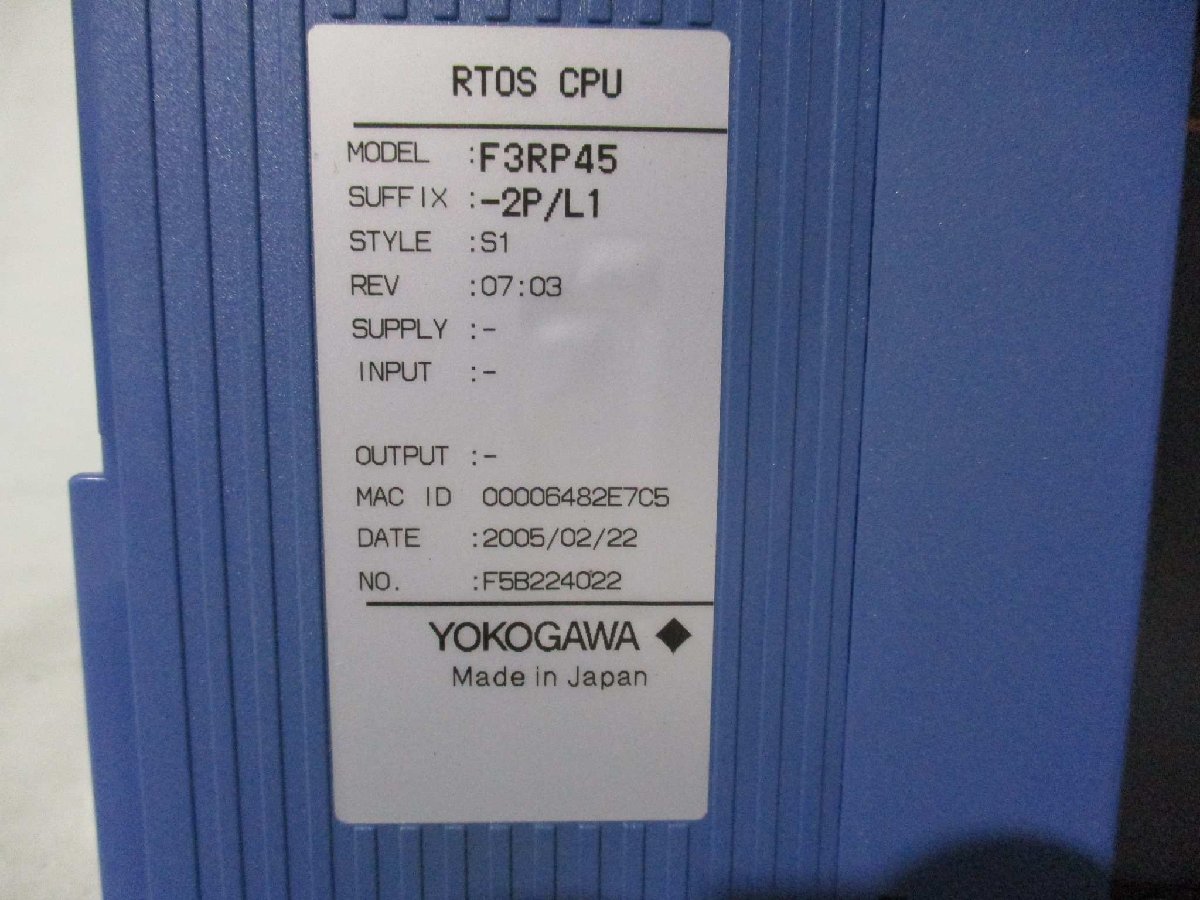 RTOS CPU
MODEL :F3RP45
SUFFIX :-2P/L1
STYLE :S1
REV :07:03
SUPPLY :-
INPUT :-
OUTPUT :-
MAC ID 00006482E7C5
DATE :2005/02/22
NO. :F5B224022
YOKOGAWA ◆
Made in Japan